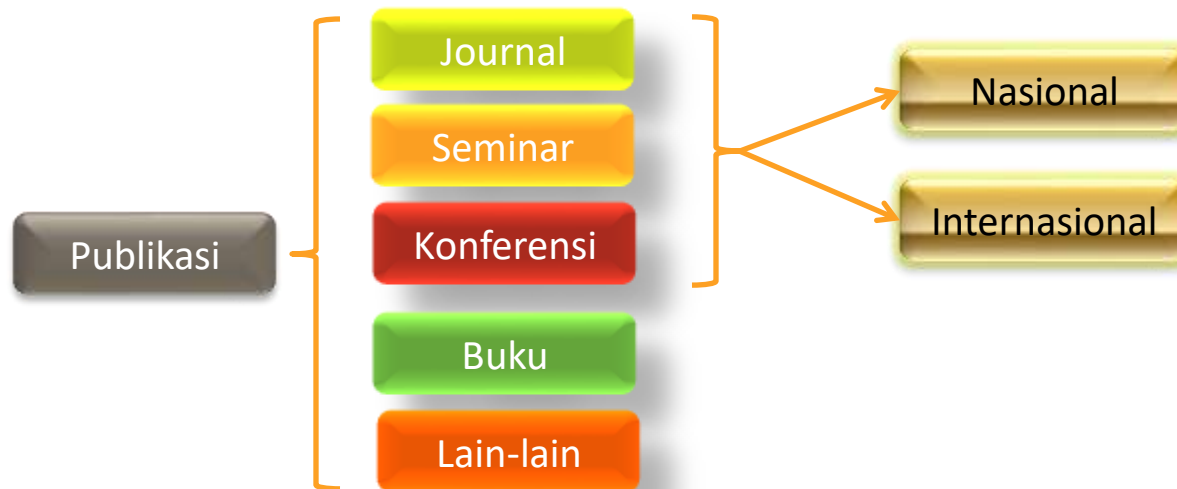 Publikasi
Journal
Seminar
Konferensi
Buku
Lain-lain
Nasional
Internasional